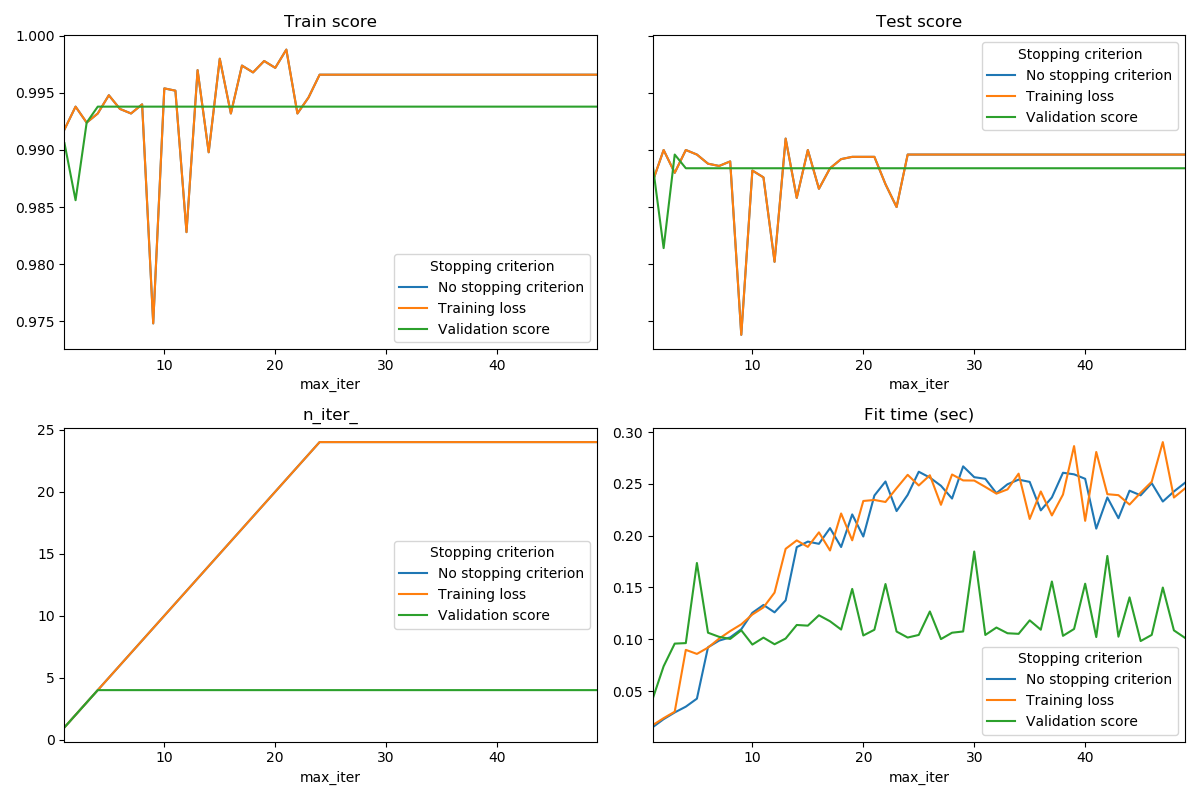 Train score
1.000
0.995
0.990
0.985
0.980
0.975
10
20
30
40
max_iter
Stopping criterion
No stopping criterion
Training loss
Validation score
Test score
Stopping criterion
No stopping criterion
Training loss
Validation score
10
20
30
40
max_iter
n_iter_
25
20
15
10
5
0
Stopping criterion
No stopping criterion
Training loss
Validation score
10
20
30
40
max_iter
Fit time (sec)
0.30
0.25
0.20
0.15
0.10
0.05
Stopping criterion
No stopping criterion
Training loss
Validation score
10
20
30
40
max_iter